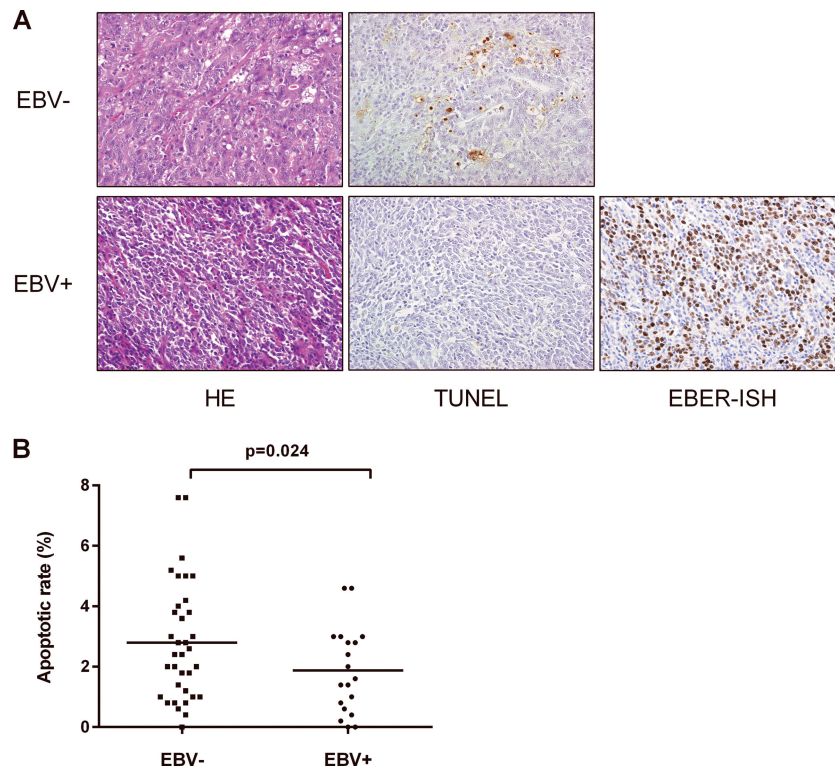 A
EBV-
EBV+
HE
TUNEL
EBER-ISH
B
p=0.024
Apoptotic rate (%)
8
6
4
2
0
EBV-
EBV+